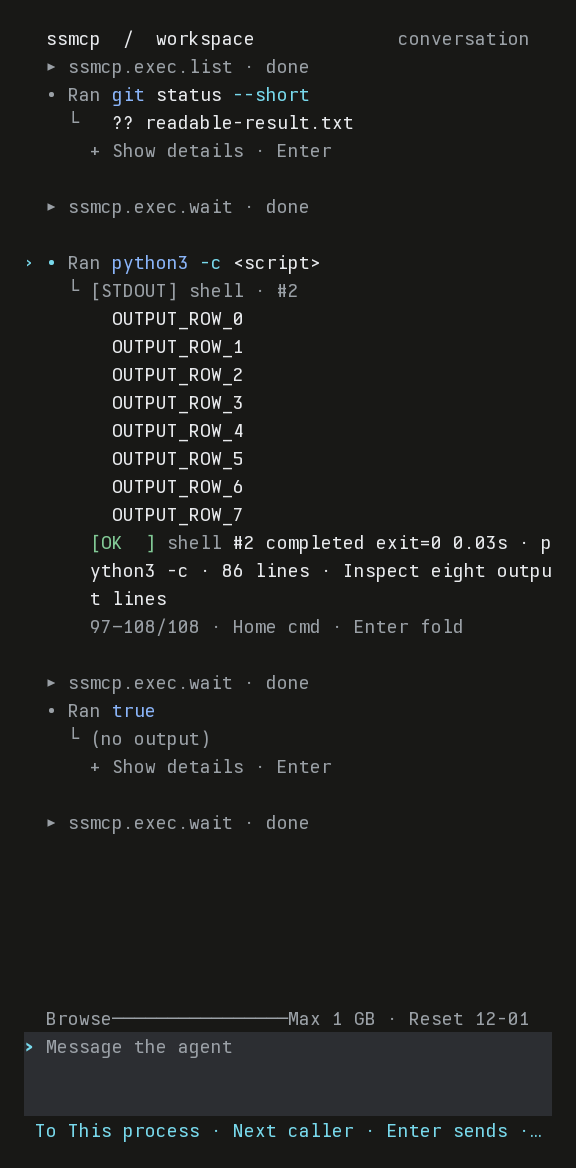 ssmcp / workspace conversation
▸ ssmcp.exec.list · done
• Ran git status --short
└ ?? readable-result.txt
+ Show details · Enter
▸ ssmcp.exec.wait · done
› • Ran python3 -c <script>
└ [STDOUT] shell · #2
OUTPUT_ROW_0
OUTPUT_ROW_1
OUTPUT_ROW_2
OUTPUT_ROW_3
OUTPUT_ROW_4
OUTPUT_ROW_5
OUTPUT_ROW_6
OUTPUT_ROW_7
[OK  ] shell #2 completed exit=0 0.03s · p
ython3 -c · 86 lines · Inspect eight outpu
t lines
97–108/108 · Home cmd · Enter fold
▸ ssmcp.exec.wait · done
• Ran true
└ (no output)
+ Show details · Enter
▸ ssmcp.exec.wait · done
Browse────────────────Max 1 GB · Reset 12-01
› Message the agent
To This process · Next caller · Enter sends ·…